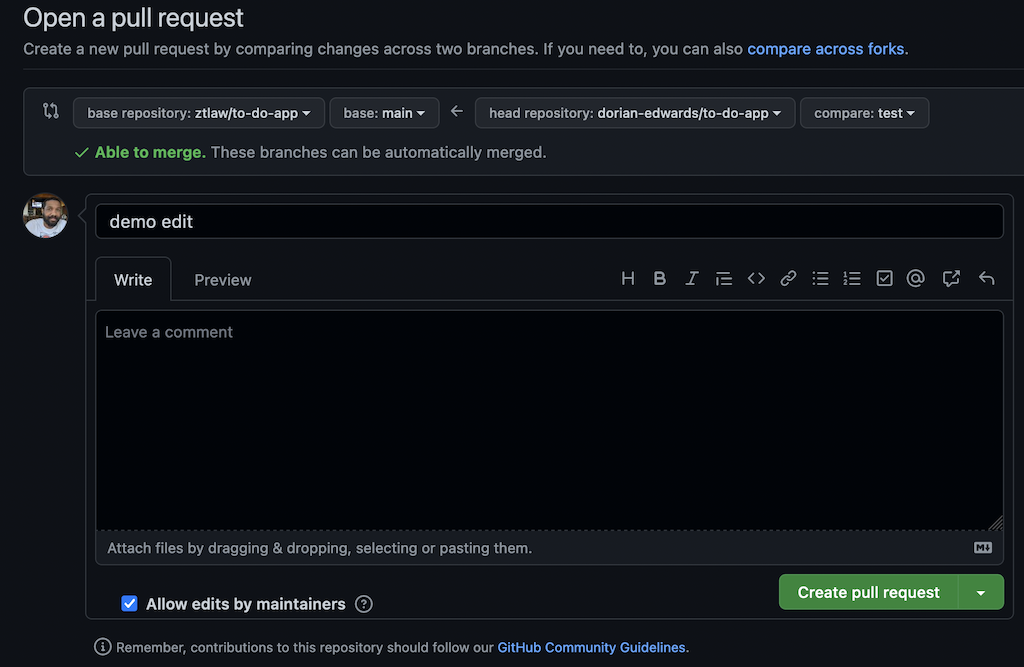 Open a pull request
Create a new pull request by comparing changes across two branches. If you need to, you can also compare across forks.
base repository: ztlaw/to-do-app base: main ← head repository: dorian-edwards/to-do-app compare: test
Able to merge. These branches can be automatically merged.
demo edit
Write Preview
Leave a comment
Attach files by dragging & dropping, selecting or pasting them.
Allow edits by maintainers
Create pull request
Remember, contributions to this repository should follow our GitHub Community Guidelines.